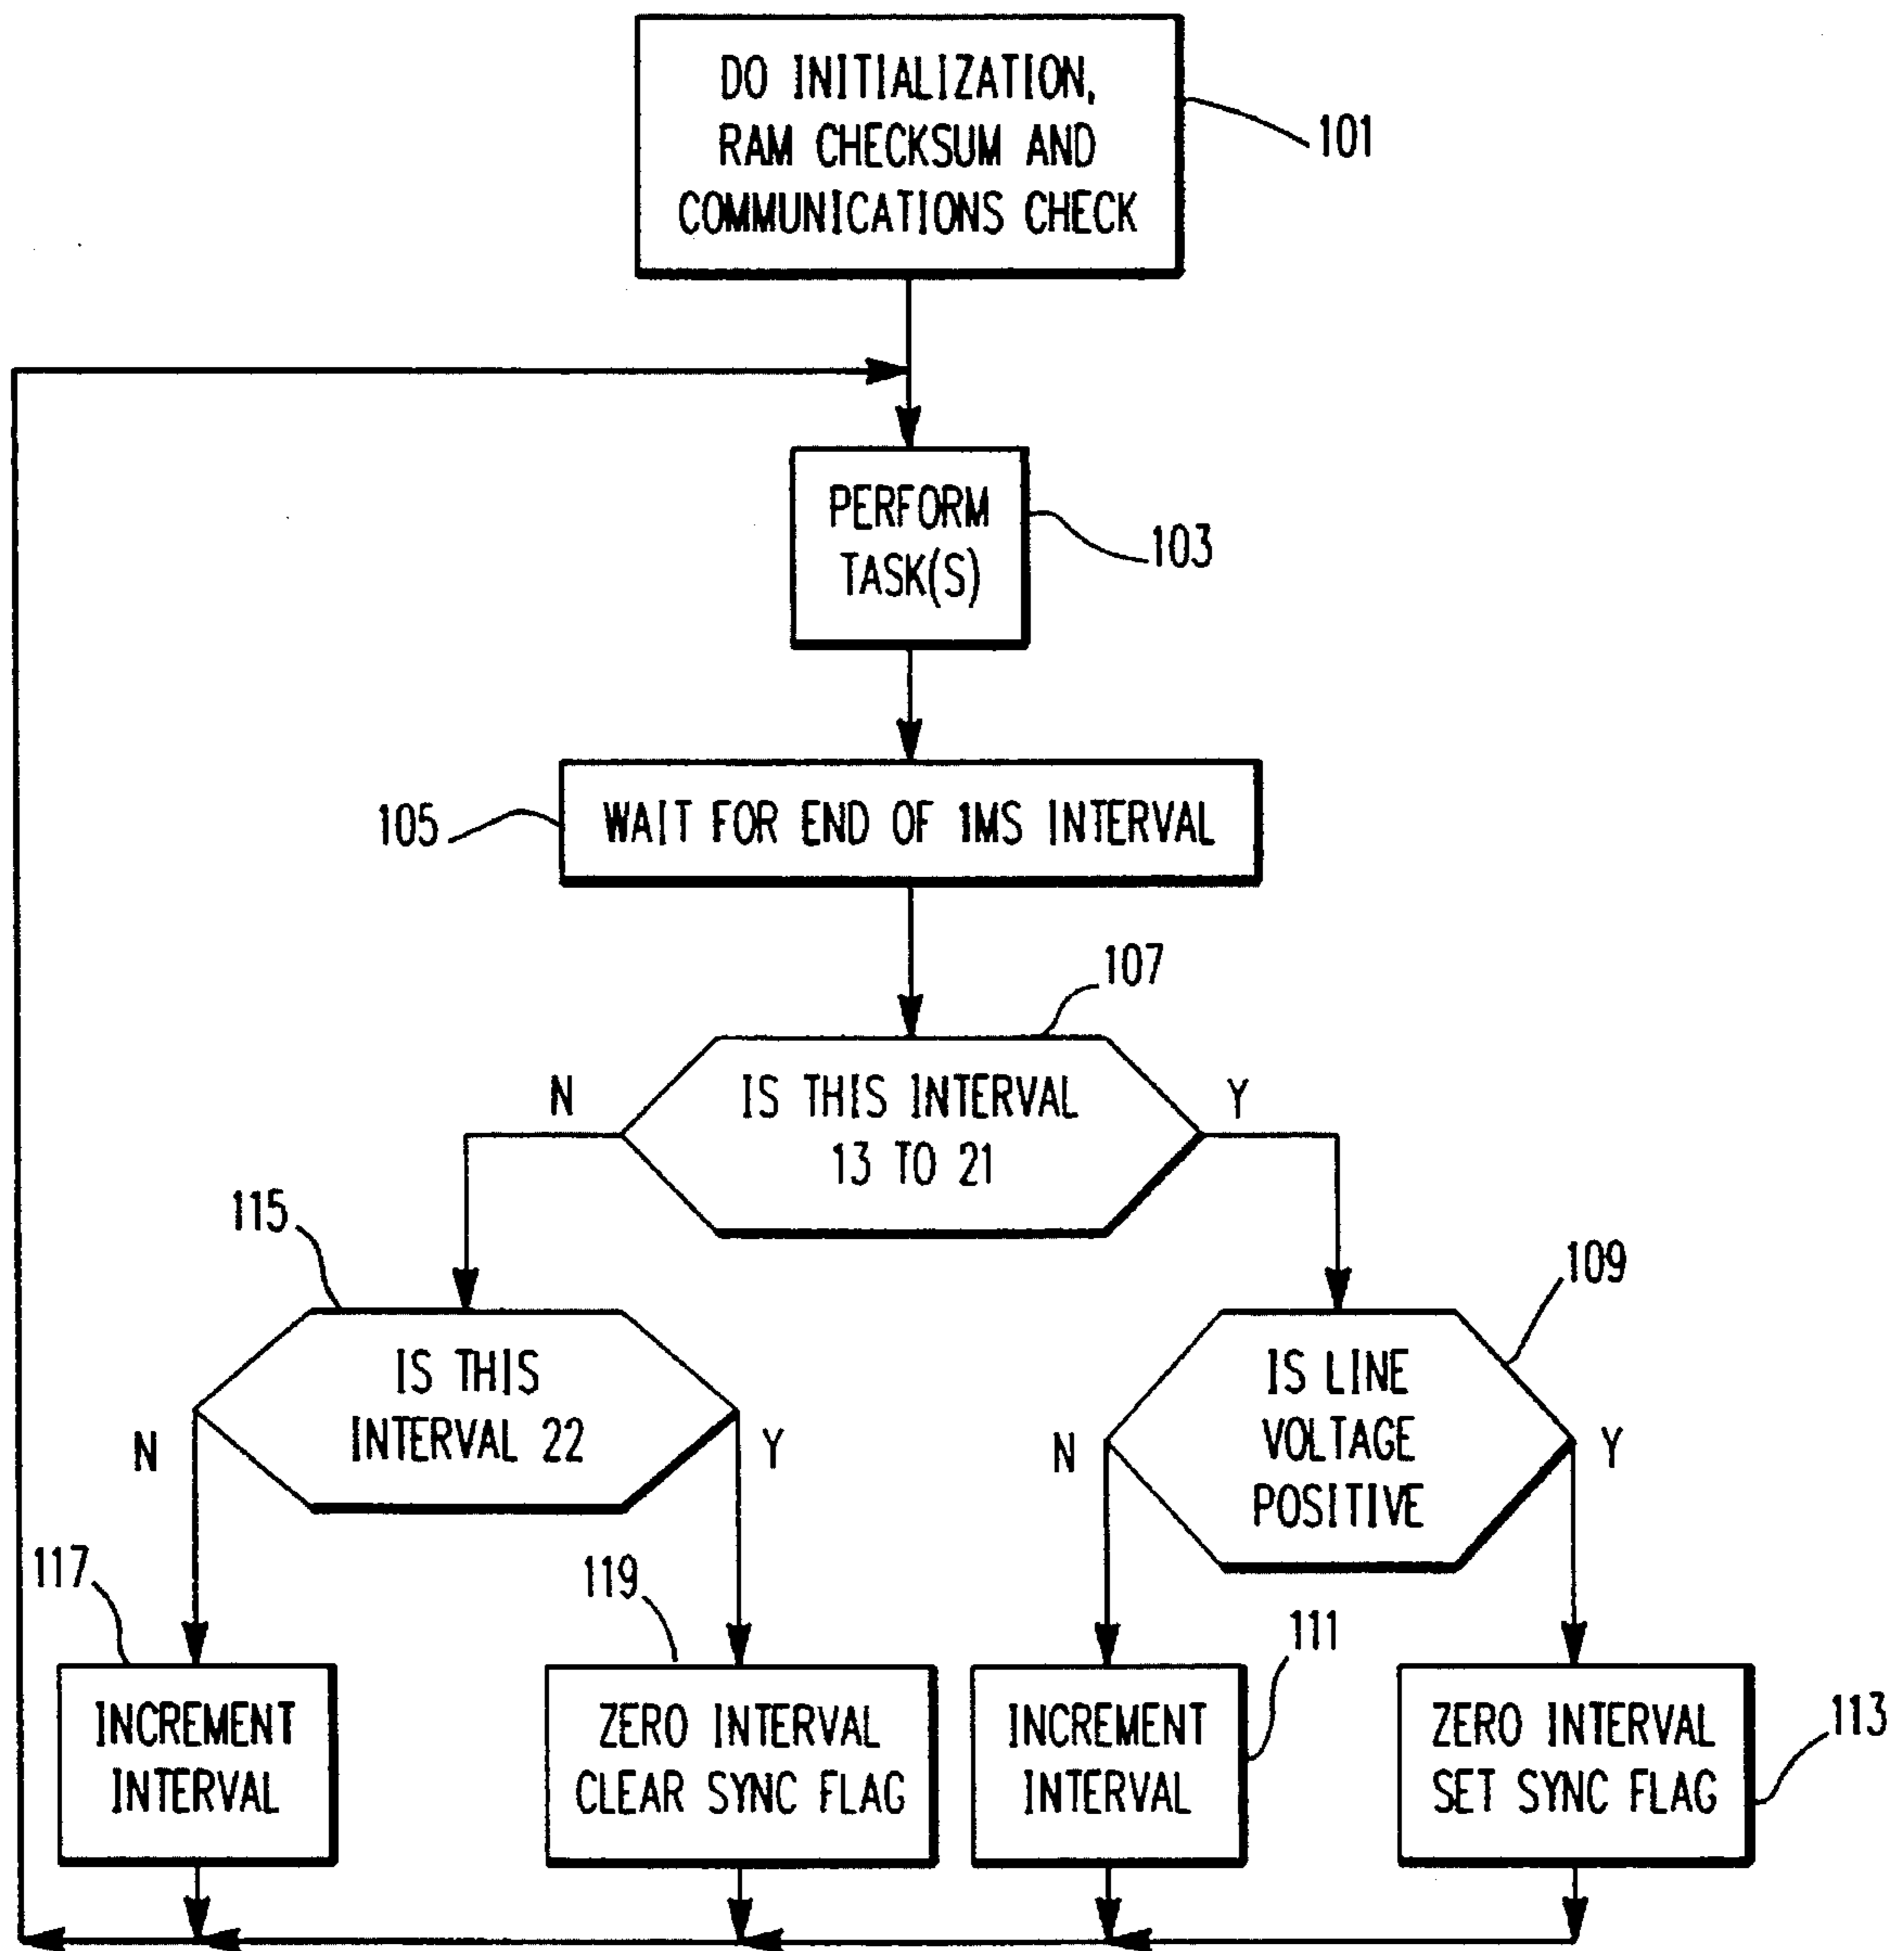 DO INITIALIZATION,
RAM CHECKSUM AND
COMMUNICATIONS CHECK
101
PERFORM
TASK(S)
103
105
WAIT FOR END OF 1MS INTERVAL
107
N
IS THIS INTERVAL
13 TO 21
Y
115
IS THIS
INTERVAL 22
N
Y
109
IS LINE
VOLTAGE
POSITIVE
N
Y
117
INCREMENT
INTERVAL
119
ZERO INTERVAL
CLEAR SYNC FLAG
111
INCREMENT
INTERVAL
113
ZERO INTERVAL
SET SYNC FLAG